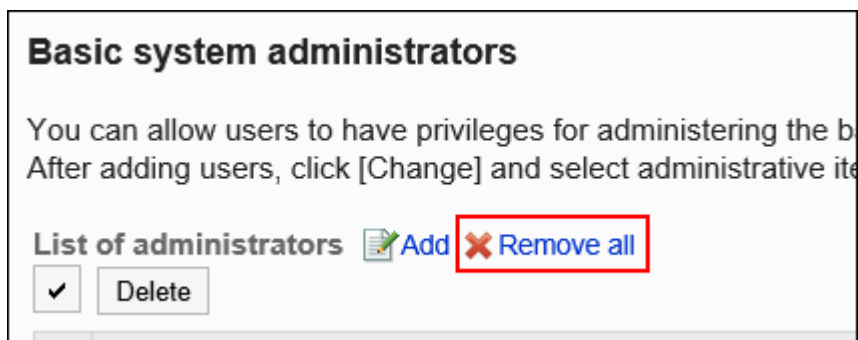 Basic system administrators
You can allow users to have privileges for administering the
After adding users, click [Change] and select administrative
List of administrators Add Remove all
Delete